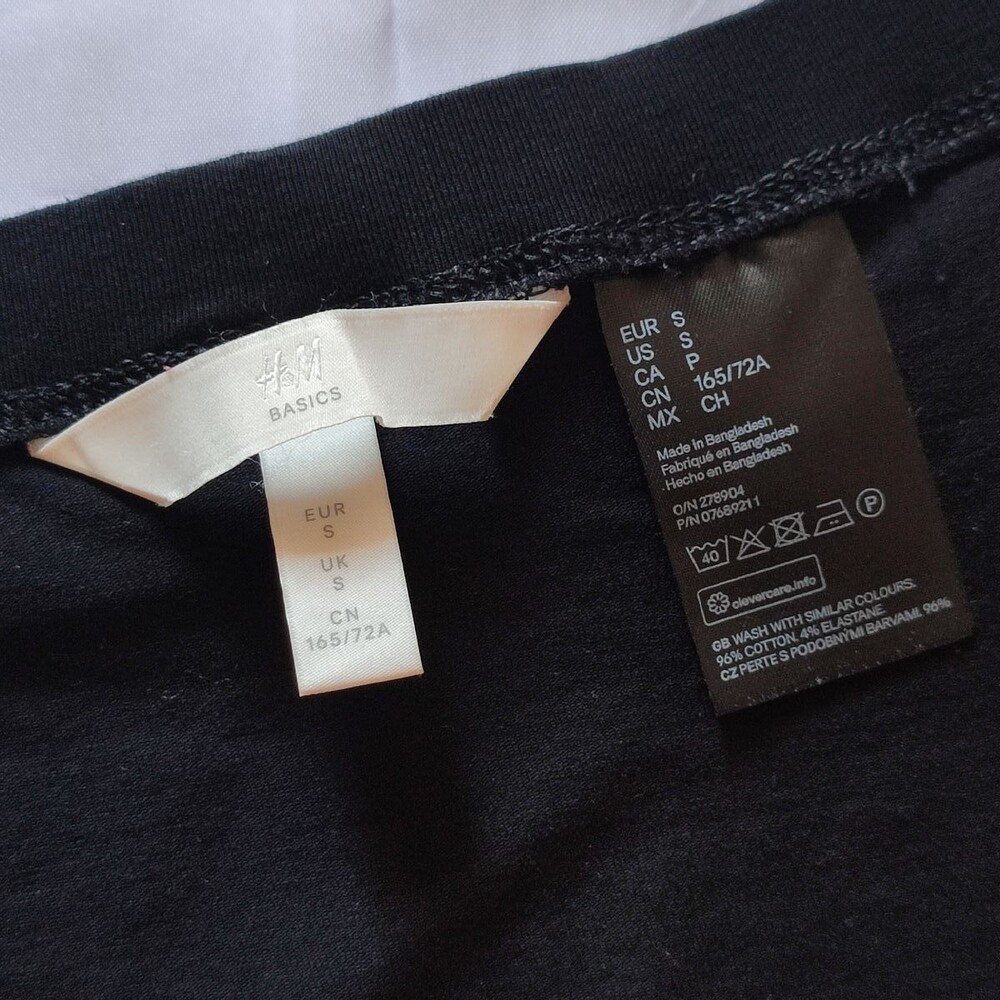 H&M
BASICS
EUR
S
UK
S
CN
165/72A
EUR S
US S
CA P
CN 165/72A
MX CH
Made in Bangladesh
Fabriqué en Bangladesh
Hecho en Bangladesh
O/N 278904
P/N 07689211
40 P
clevercare.info
GB WASH WITH SIMILAR COLOURS.
96% COTTON. 4% ELASTANE.
CZ PERTE S PODOBNÝMI BARVAMI. 96%